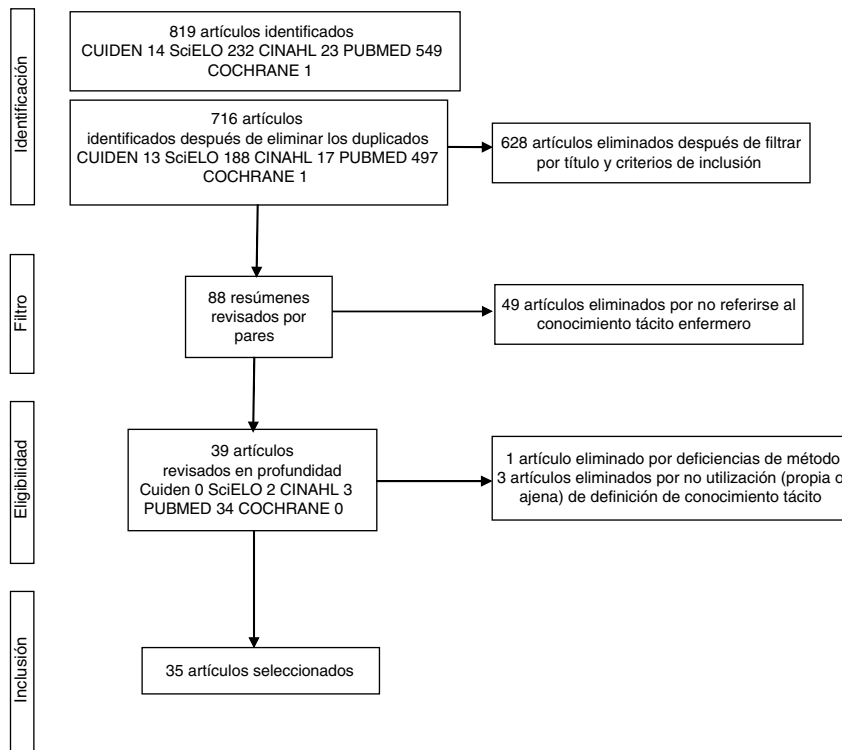 Identificación
819 artículos identificados
CUIDEN 14 SciELO 232 CINAHL 23 PUBMED 549
COCHRANE 1
716 artículos
identificados después de eliminar los duplicados
CUIDEN 13 SciELO 188 CINAHL 17 PUBMED 497
COCHRANE 1
628 artículos eliminados después de filtrar
por título y criterios de inclusión
Filtro
88 resúmenes
revisados por
pares
49 artículos eliminados por no referirse al
conocimiento tácito enfermero
Eligibilidad
39 artículos
revisados en profundidad
Cuiden 0 SciELO 2 CINAHL 3
PUBMED 34 COCHRANE 0
1 artículo eliminado por deficiencias de método
3 artículos eliminados por no utilización (propia o
ajena) de definición de conocimiento tácito
Inclusión
35 artículos seleccionados